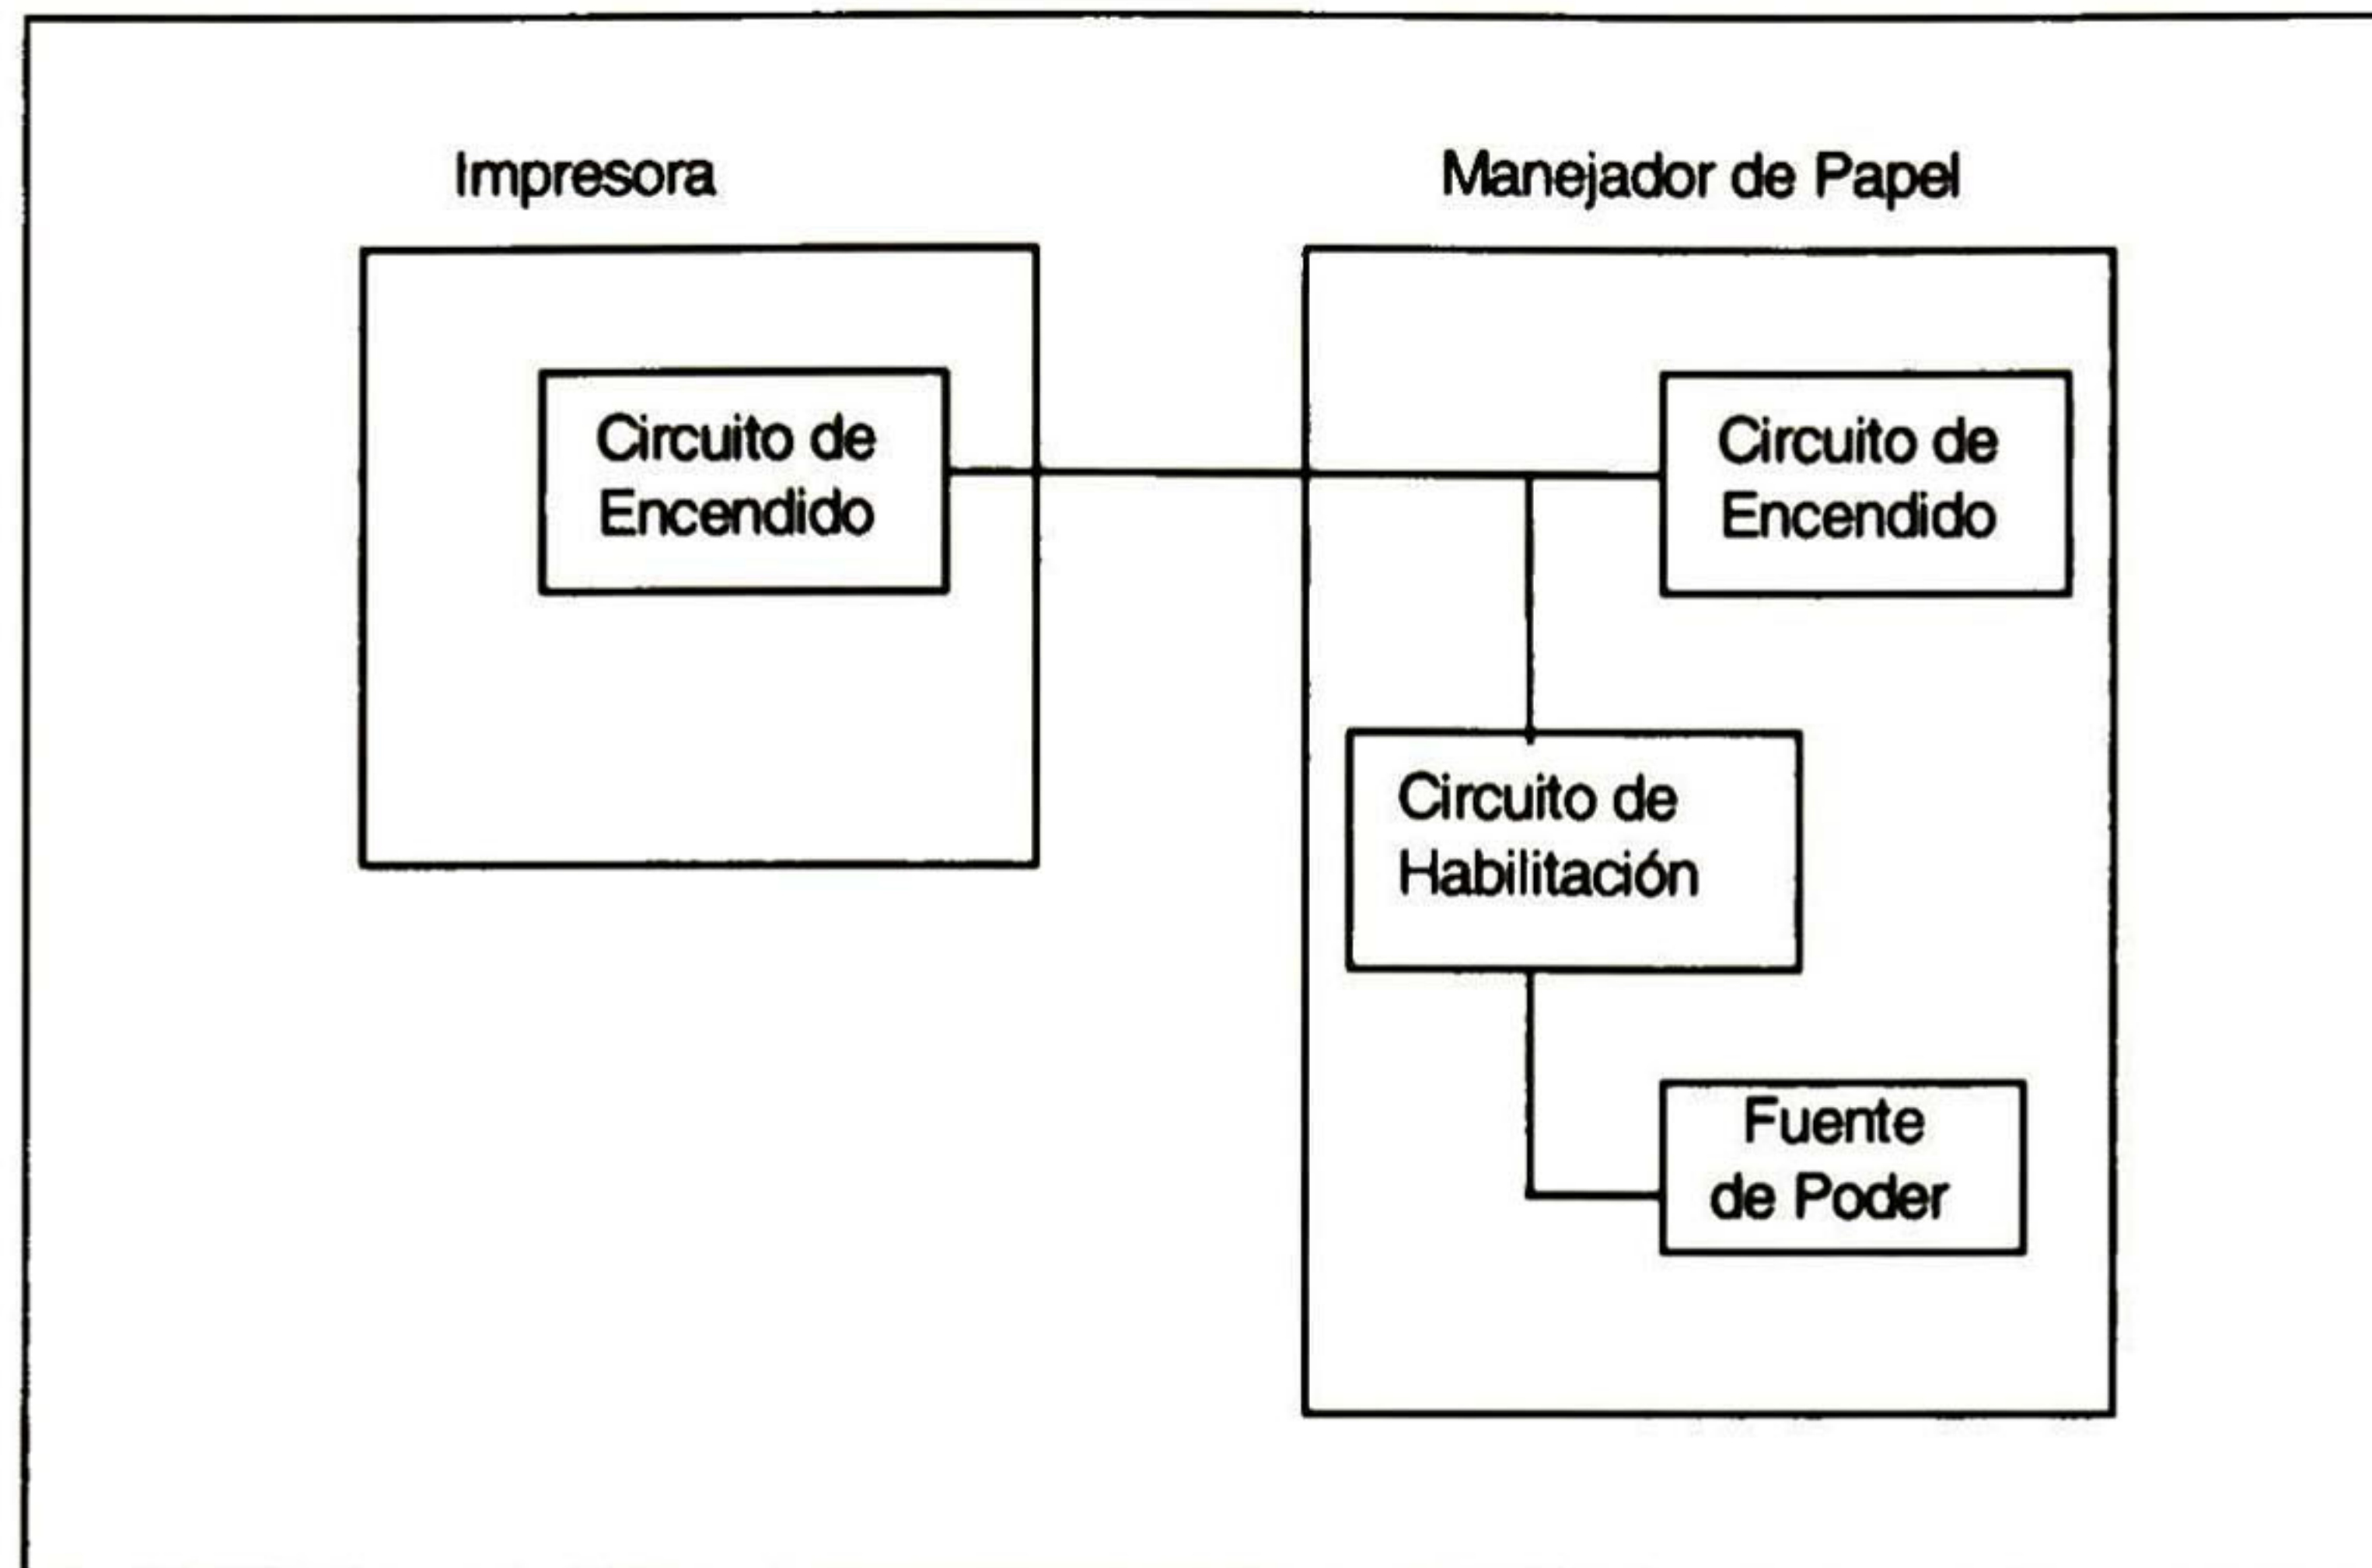 Impresora
Manejador de Papel
Circuito de
Encendido
Circuito de
Encendido
Circuito de
Habilitación
Fuente
de Poder